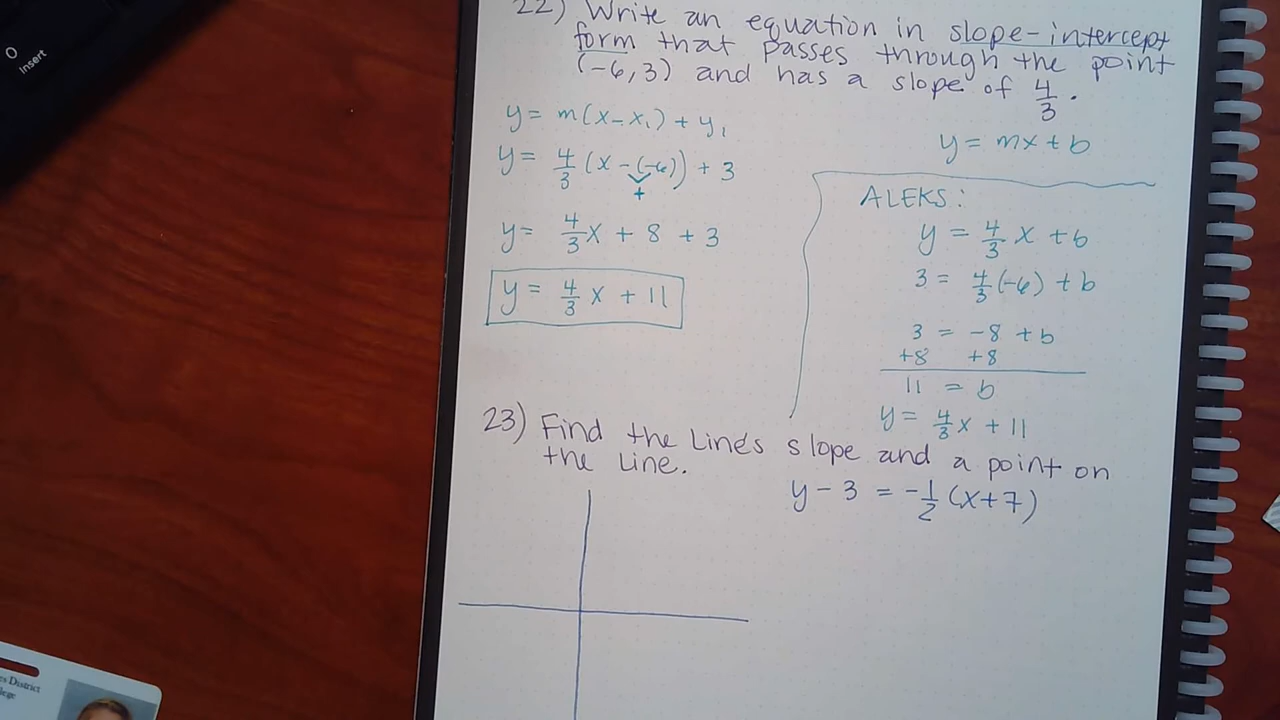 O
Insert
22) Write an equation in slope-intercept
form that passes through the point
(-6, 3) and has a slope of 4/3.
y = m(x - x₁) + y₁
y = 4/3 (x - (-6)) + 3
+
y = 4/3 x + 8 + 3
y = 4/3 x + 11
y = mx + b
ALEKS:
y = 4/3 x + b
3 = 4/3 (-6) + b
3 = -8 + b
+8 +8
11 = b
y = 4/3 x + 11
23) Find the Line's slope and a point on
the Line.
y - 3 = -1/2 (x + 7)
District